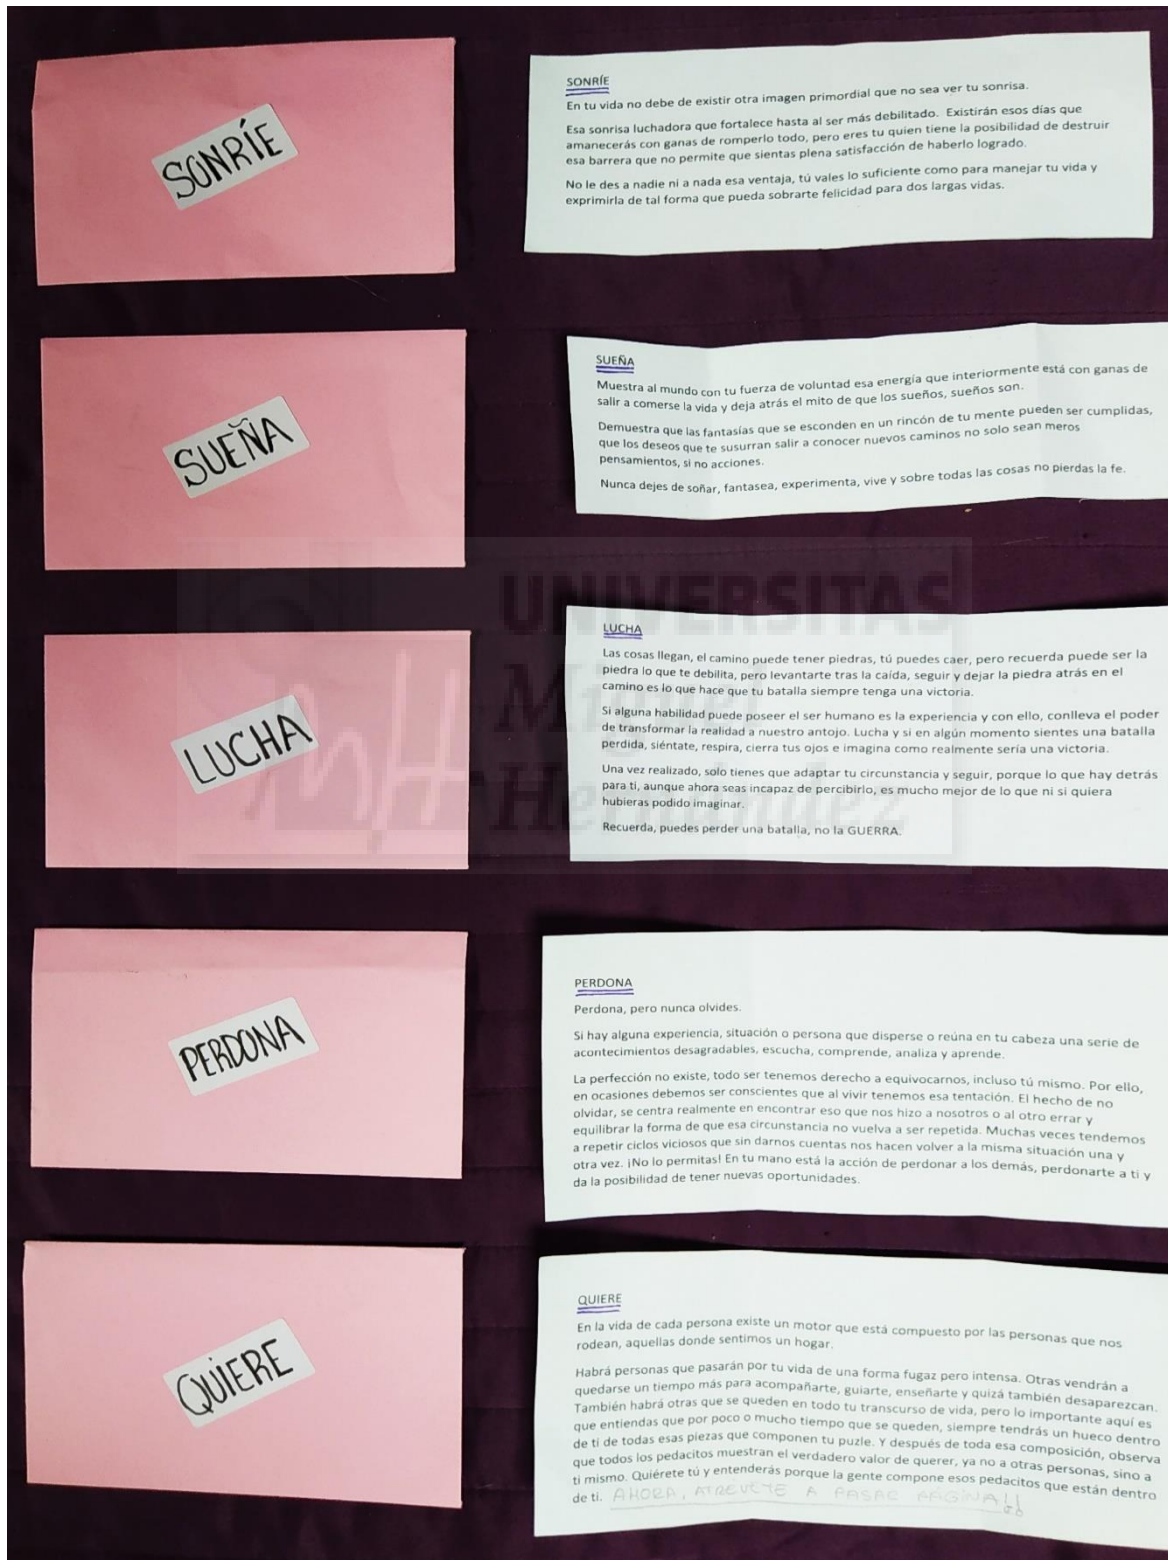 SONRÍE
SONRÍE
En tu vida no debe de existir otra imagen primordial que no sea ver tu sonrisa.
Esa sonrisa luchadora que fortalece hasta al ser más debilitado. Existirán esos días que
amanecerás con ganas de romperlo todo, pero eres tu quien tiene la posibilidad de destruir
esa barrera que no permite que sientas plena satisfacción de haberlo logrado.
No le des a nadie ni a nada esa ventaja, tú vales lo suficiente como para manejar tu vida y
exprimirla de tal forma que pueda sobrarte felicidad para dos largas vidas.
SUEÑA
SUEÑA
Muestra al mundo con tu fuerza de voluntad esa energía que interiormente está con ganas de
salir a comerse la vida y deja atrás el mito de que los sueños, sueños son.
Demuestra que las fantasías que se esconden en un rincón de tu mente pueden ser cumplidas,
que los deseos que te susurran salir a conocer nuevos caminos no solo sean meros
pensamientos, si no acciones.
Nunca dejes de soñar, fantasea, experimenta, vive y sobre todas las cosas no pierdas la fe.
UNIVERSITAS
Miguel
Hernández
LUCHA
LUCHA
Las cosas llegan, el camino puede tener piedras, tú puedes caer, pero recuerda puede ser la
piedra lo que te debilita, pero levantarte tras la caída, seguir y dejar la piedra atrás en el
camino es lo que hace que tu batalla siempre tenga una victoria.
Si alguna habilidad puede poseer el ser humano es la experiencia y con ello, conlleva el poder
de transformar la realidad a nuestro antojo. Lucha y si en algún momento sientes una batalla
perdida, siéntate, respira, cierra tus ojos e imagina como realmente sería una victoria.
Una vez realizado, solo tienes que adaptar tu circunstancia y seguir, porque lo que hay detrás
para ti, aunque ahora seas incapaz de percibirlo, es mucho mejor de lo que ni si quiera
hubieras podido imaginar.
Recuerda, puedes perder una batalla, no la GUERRA.
PERDONA
PERDONA
Perdona, pero nunca olvides.
Si hay alguna experiencia, situación o persona que disperse o reúna en tu cabeza una serie de
acontecimientos desagradables, escucha, comprende, analiza y aprende.
La perfección no existe, todo ser tenemos derecho a equivocarnos, incluso tú mismo. Por ello,
en ocasiones debemos ser conscientes que al vivir tenemos esa tentación. El hecho de no
olvidar, se centra realmente en encontrar eso que nos hizo a nosotros o al otro errar y
equilibrar la forma de que esa circunstancia no vuelva a ser repetida. Muchas veces tendemos
a repetir ciclos viciosos que sin darnos cuentas nos hacen volver a la misma situación una y
otra vez. ¡No lo permitas! En tu mano está la acción de perdonar a los demás, perdonarte a ti y
da la posibilidad de tener nuevas oportunidades.
QUIERE
QUIERE
En la vida de cada persona existe un motor que está compuesto por las personas que nos
rodean, aquellas donde sentimos un hogar.
Habrá personas que pasarán por tu vida de una forma fugaz pero intensa. Otras vendrán a
quedarse un tiempo más para acompañarte, guiarte, enseñarte y quizá también desaparezcan.
También habrá otras que se queden en todo tu transcurso de vida, pero lo importante aquí es
que entiendas que por poco o mucho tiempo que se queden, siempre tendrás un hueco dentro
de ti de todas esas piezas que componen tu puzle. Y después de toda esa composición, observa
que todos los pedacitos muestran el verdadero valor de querer, ya no a otras personas, sino a
ti mismo. Quiérete tú y entenderás porque la gente compone esos pedacitos que están dentro
de ti. AHORA, ATREVETE A PASAR PÁGINA!!